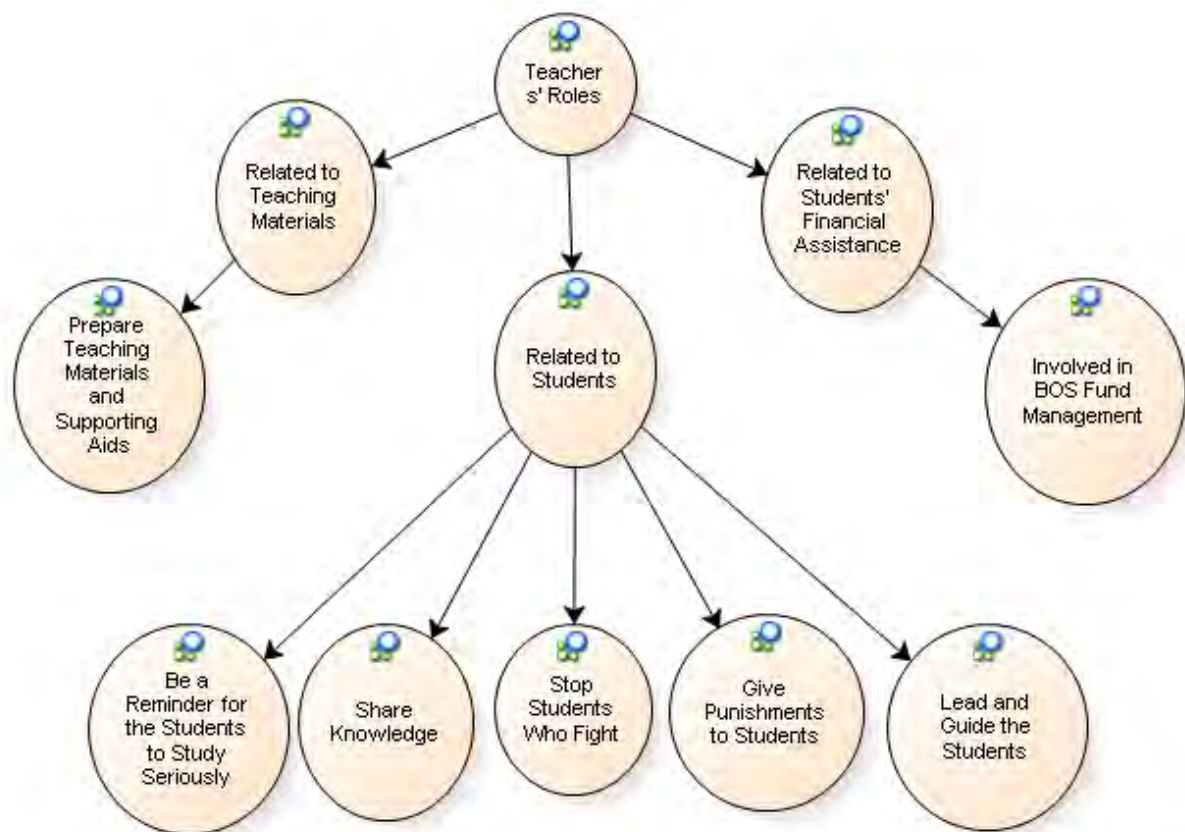 Teacher
s' Roles
Related to
Teaching
Materials
Related to
Students'
Financial
Assistance
Prepare
Teaching
Materials
and
Supporting
Aids
Related to
Students
Involved in
BOS Fund
Management
Be a
Reminder for
the Students
to Study
Seriously
Share
Knowledge
Stop
Students
Who Fight
Give
Punishments
to Students
Lead and
Guide the
Students